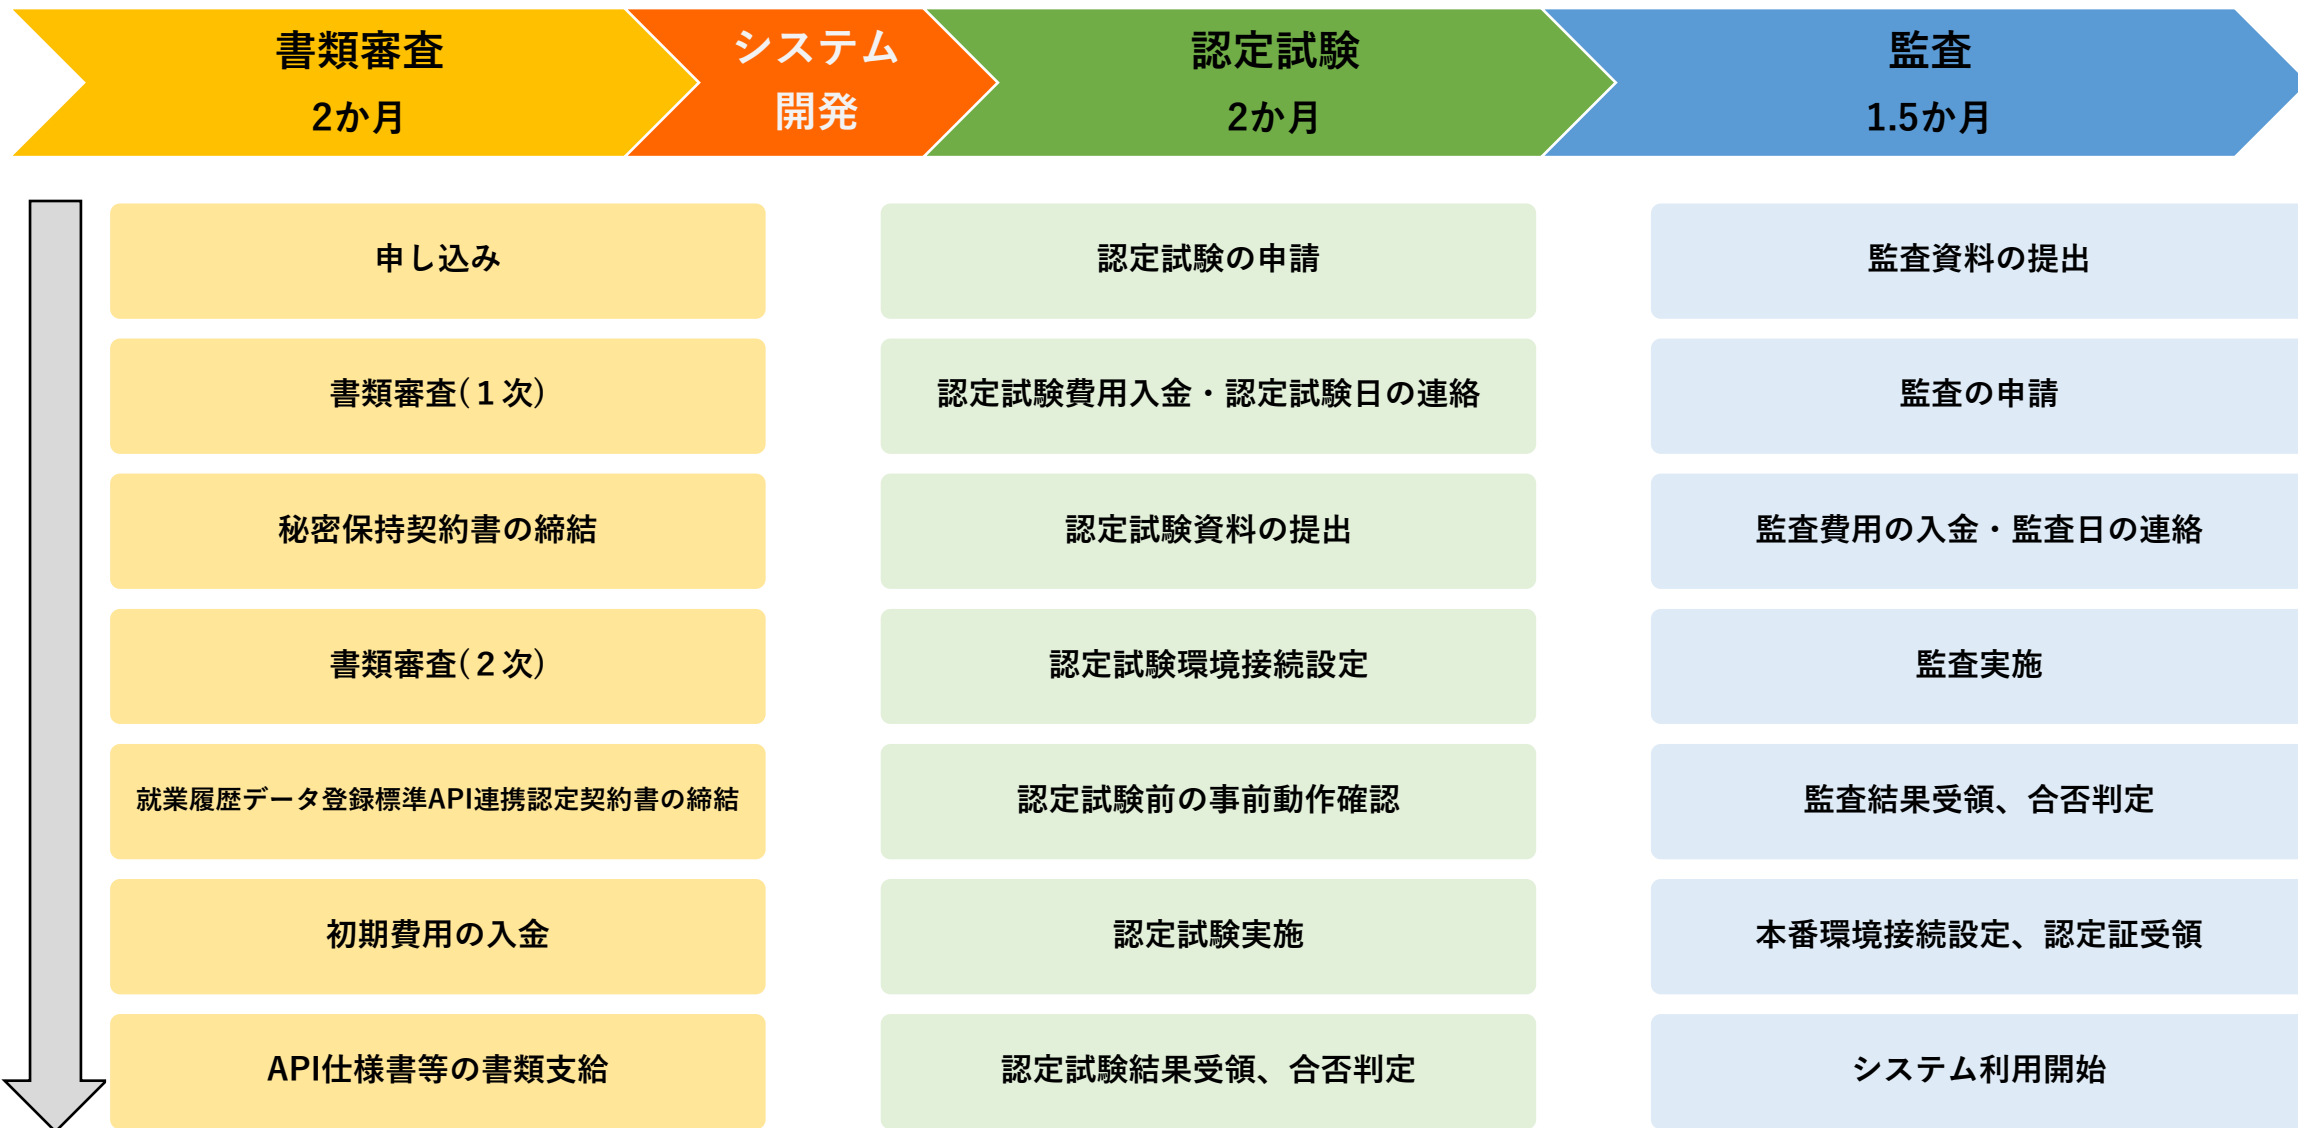 書類審査
2か月
システム
開発
認定試験
2か月
監査
1.5か月
申し込み
書類審査(１次)
秘密保持契約書の締結
書類審査(２次)
就業履歴データ登録標準API連携認定契約書の締結
初期費用の入金
API仕様書等の書類支給
認定試験の申請
認定試験費用入金・認定試験日の連絡
認定試験資料の提出
認定試験環境接続設定
認定試験前の事前動作確認
認定試験実施
認定試験結果受領、合否判定
監査資料の提出
監査の申請
監査費用の入金・監査日の連絡
監査実施
監査結果受領、合否判定
本番環境接続設定、認定証受領
システム利用開始